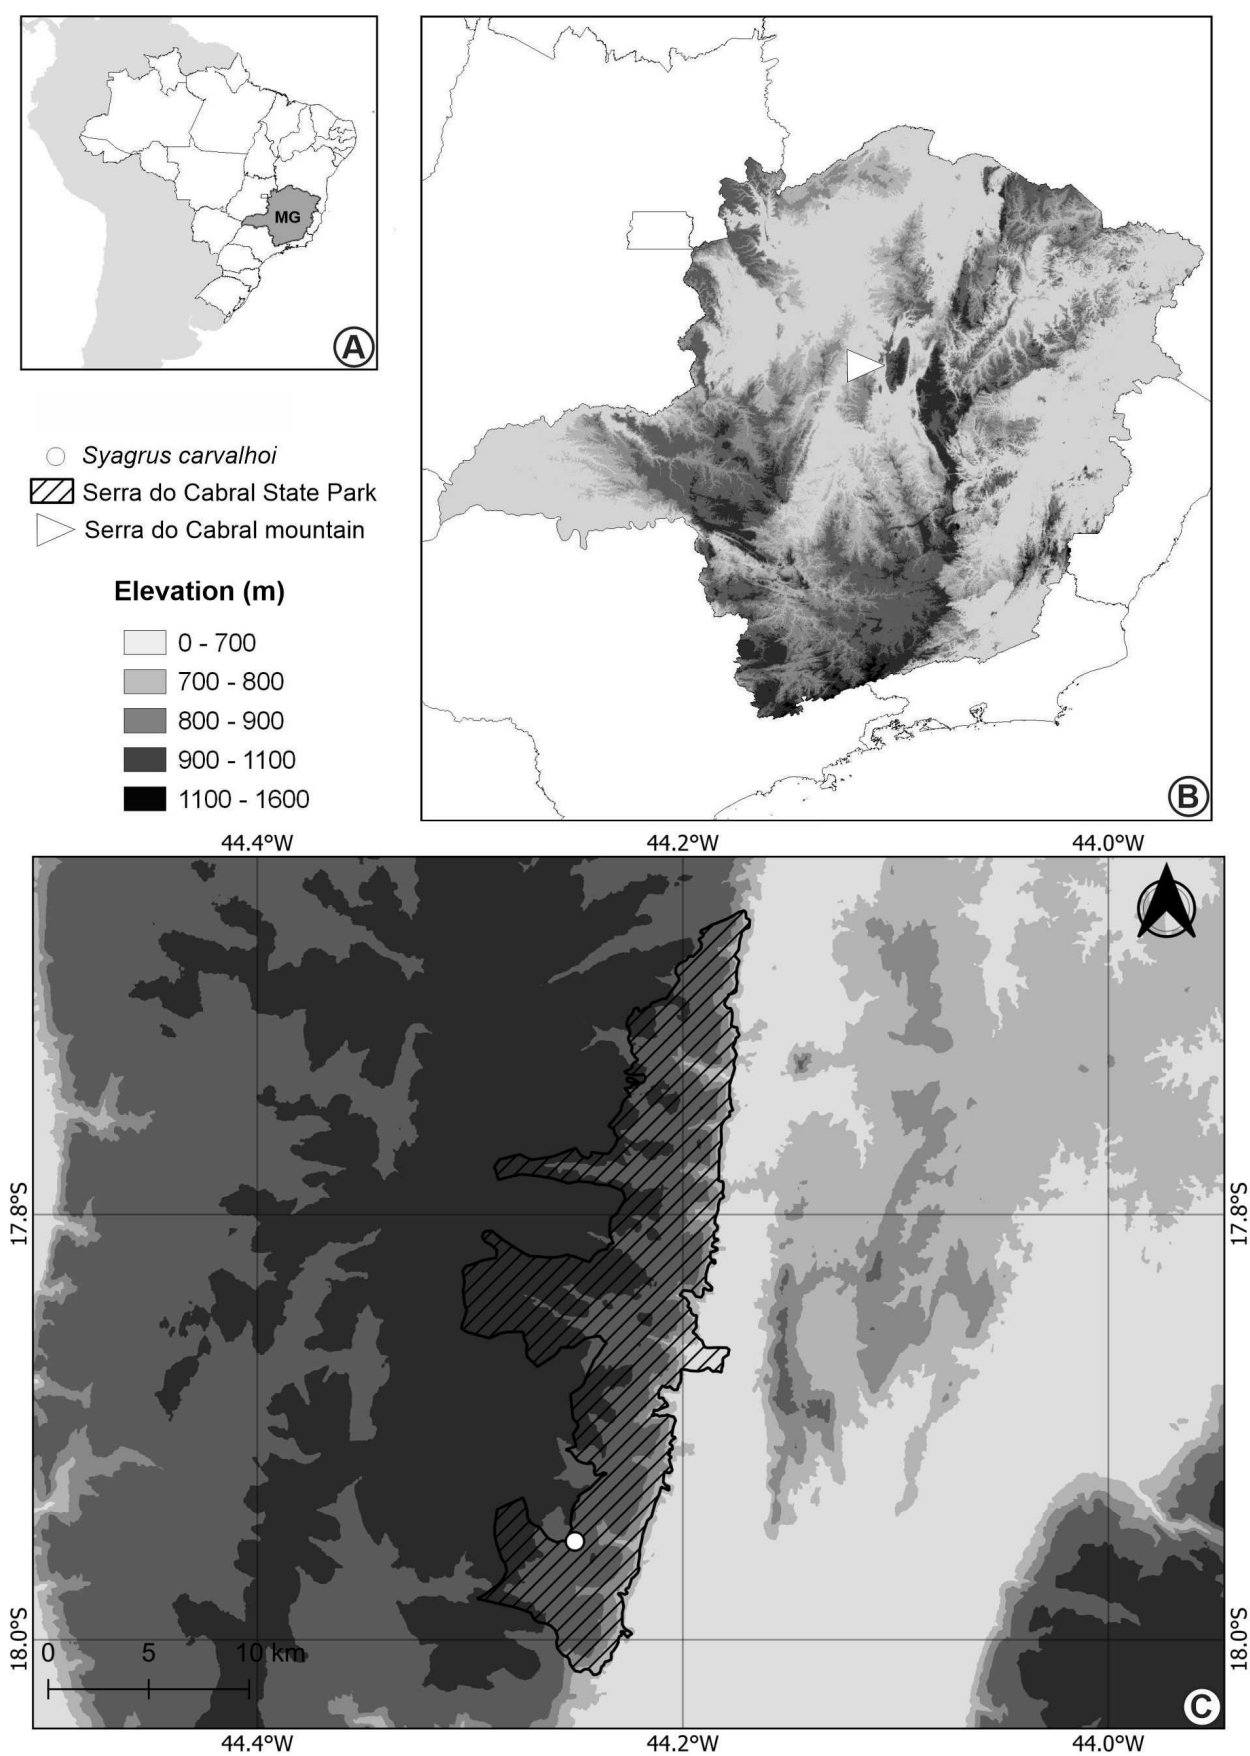 MG
A
B
Syagrus carvalhoi
Serra do Cabral State Park
Serra do Cabral mountain
Elevation (m)
0 - 700
700 - 800
800 - 900
900 - 1100
1100 - 1600
44.4°W 44.2°W 44.0°W
17.8°S 17.8°S
18.0°S 18.0°S
0 5 10 km
C
44.4°W 44.2°W 44.0°W